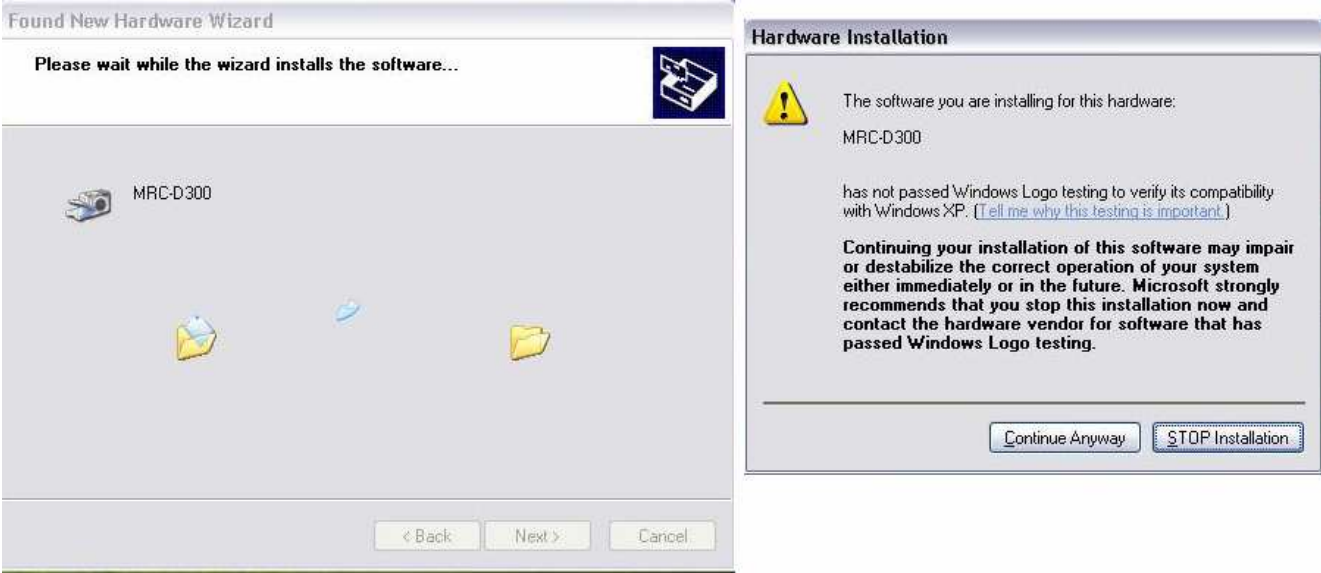 Found New Hardware Wizard
Please wait while the wizard installs the software...
MRC-D300
< Back
Next >
Cancel
Hardware Installation
The software you are installing for this hardware:
MRC-D300
has not passed Windows Logo testing to verify its compatibility
with Windows XP. (Tell me why this testing is important.)
Continuing your installation of this software may impair
or destabilize the correct operation of your system
either immediately or in the future. Microsoft strongly
recommends that you stop this installation now and
contact the hardware vendor for software that has
passed Windows Logo testing.
Continue Anyway
STOP Installation